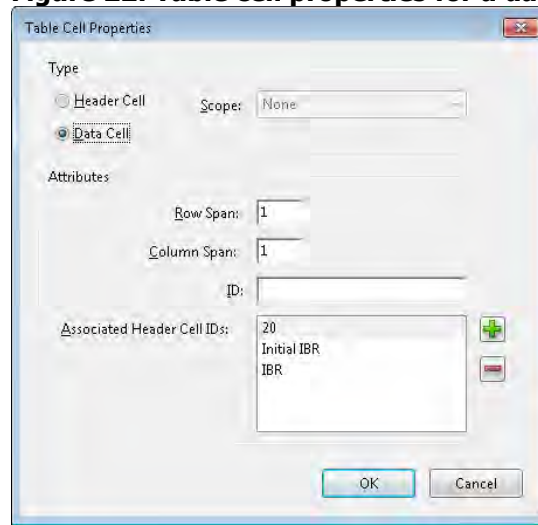 Table Cell Properties
Type
Header Cell Scope: None
Data Cell
Attributes
Row Span: 1
Column Span: 1
ID:
Associated Header Cell IDs: 20
Initial IBR
IBR
OK Cancel